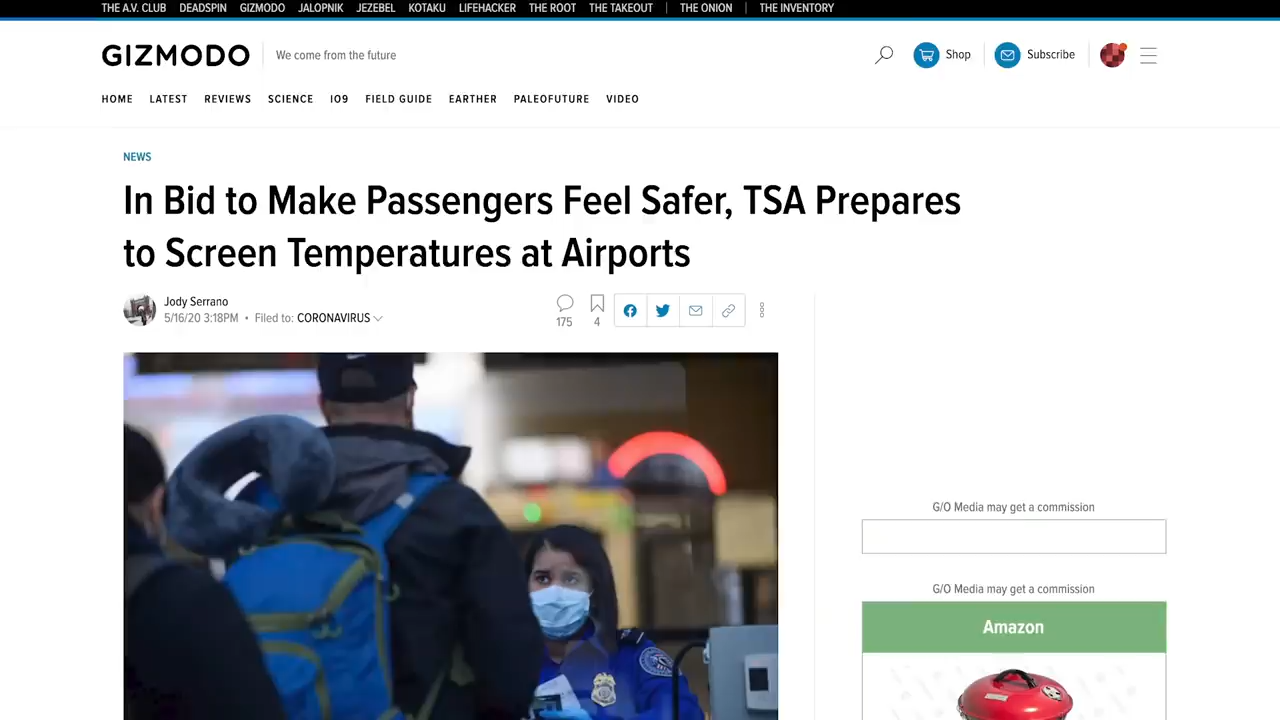 THE A.V. CLUB DEADSPIN GIZMODO JALOPNIK JEZEBEL KOTAKU LIFEHACKER THE ROOT THE TAKEOUT THE ONION THE INVENTORY
GIZMODO We come from the future Shop Subscribe
HOME LATEST REVIEWS SCIENCE IO9 FIELD GUIDE EARTHER PALEOFUTURE VIDEO
NEWS
In Bid to Make Passengers Feel Safer, TSA Prepares
to Screen Temperatures at Airports
Jody Serrano
5/16/20 3:18PM • Filed to: CORONAVIRUS
175 4
G/O Media may get a commission
G/O Media may get a commission
Amazon